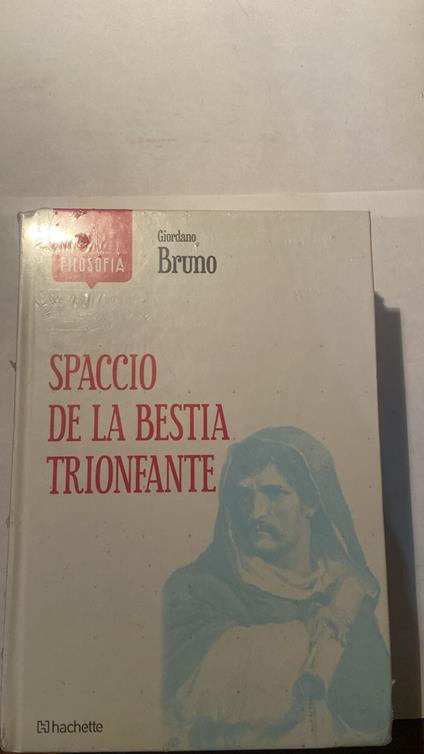 FILOSOFIA
Giordano
Bruno
SPACCIO
DE LA BESTIA
TRIONFANTE
hachette